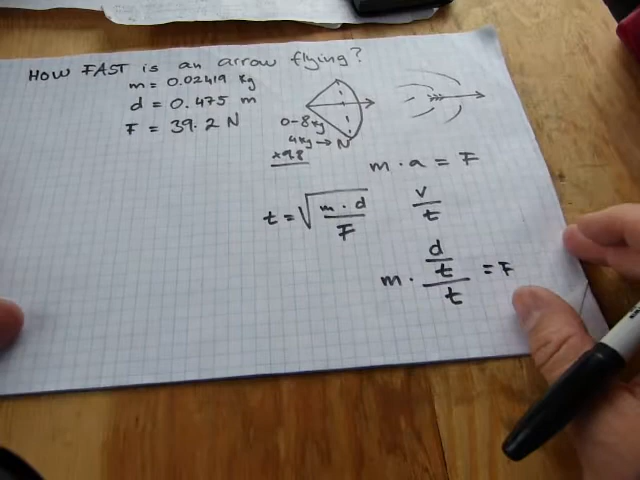 HOW FAST is an arrow flying?
m = 0.02419 kg
d = 0.475 m
F = 39.2 N
0-8kg
4kg → N
×9.8
m · a = F
v
t
t = √ m · d
F
d
t
m · = F
t